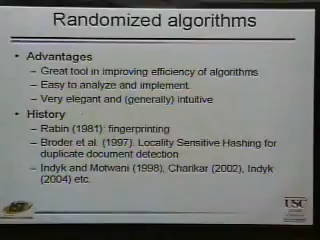 Randomized algorithms
• Advantages
– Great tool in improving efficiency of algorithms
– Easy to analyze and implement.
– Very elegant and (generally) intuitive
• History
– Rabin (1981): fingerprinting
– Broder et al. (1997). Locality Sensitive Hashing for
duplicate document detection
– Indyk and Motwani (1998), Charikar (2002), Indyk
(2004) etc.
USC